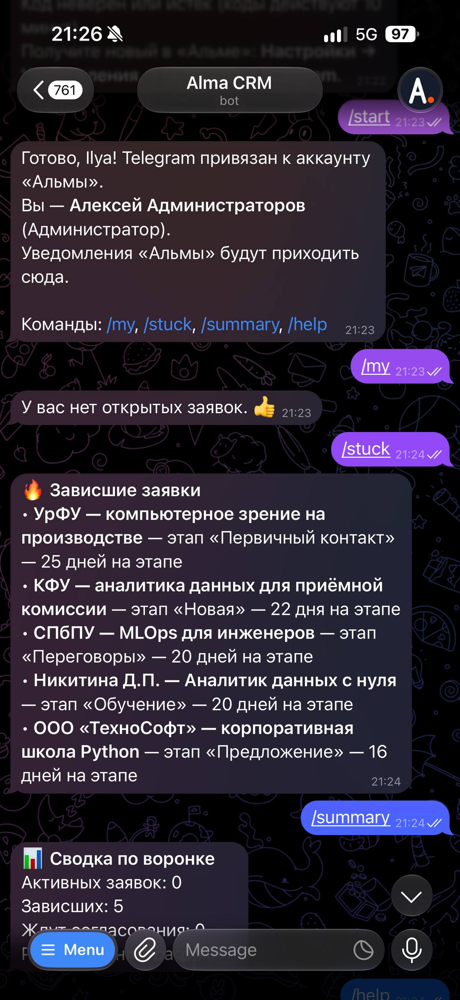 Код неверен или истёк (коды действуют 10
21:26
5G
97
Получите новый в «Альме»: Настройки →
761
Alma CRM
bot
21:22
A.
/start 21:23
Готово, Ilya! Telegram привязан к аккаунту
«Альмы».
Вы — Алексей Администраторов
(Администратор).
Уведомления «Альмы» будут приходить
сюда.
Команды: /my, /stuck, /summary, /help 21:23
/my 21:23
У вас нет открытых заявок. 👍 21:23
/stuck 21:24
🔥 Зависшие заявки
• УрФУ — компьютерное зрение на
производстве — этап «Первичный контакт»
— 25 дней на этапе
• КФУ — аналитика данных для приёмной
комиссии — этап «Новая» — 22 дня на этапе
• СПбПУ — MLOps для инженеров — этап
«Переговоры» — 20 дней на этапе
• Никитина Д.П. — Аналитик данных с нуля
— этап «Обучение» — 20 дней на этапе
• ООО «ТехноСофт» — корпоративная
школа Python — этап «Предложение» — 16
дней на этапе
21:24
/summary 21:24
📊 Сводка по воронке
Активных заявок: 0
Зависших: 5
Ждут согласования: 0
Menu
Message
/help 21:24